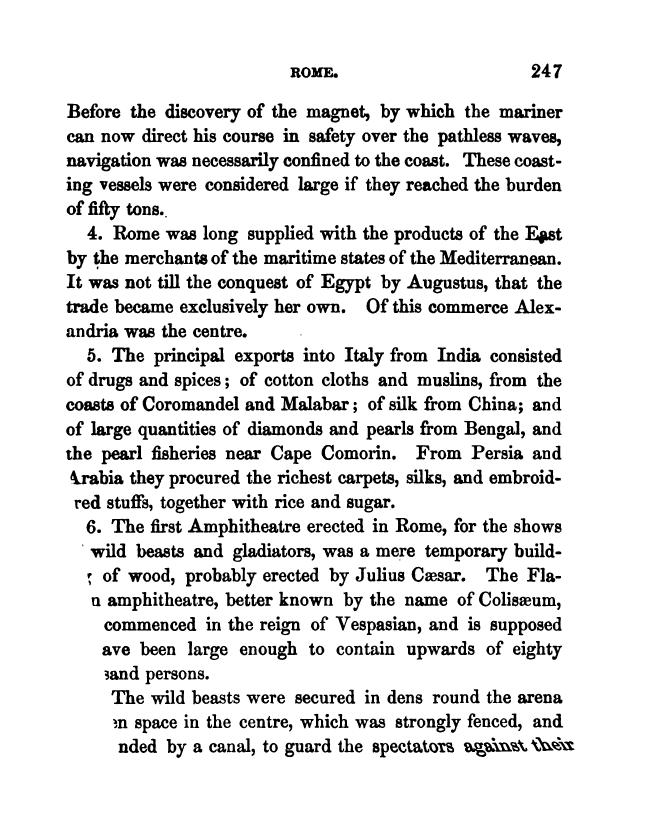 ROME. 247
Before the discovery of the magnet, by which the mariner
can now direct his course in safety over the pathless waves,
navigation was necessarily confined to the coast. These coast-
ing vessels were considered large if they reached the burden
of fifty tons.
4. Rome was long supplied with the products of the East
by the merchants of the maritime states of the Mediterranean.
It was not till the conquest of Egypt by Augustus, that the
trade became exclusively her own. Of this commerce Alex-
andria was the centre.
5. The principal exports into Italy from India consisted
of drugs and spices; of cotton cloths and muslins, from the
coasts of Coromandel and Malabar; of silk from China; and
of large quantities of diamonds and pearls from Bengal, and
the pearl fisheries near Cape Comorin. From Persia and
Arabia they procured the richest carpets, silks, and embroid-
red stuffs, together with rice and sugar.
6. The first Amphitheatre erected in Rome, for the shows
wild beasts and gladiators, was a mere temporary build-
of wood, probably erected by Julius Cæsar. The Fla-
n amphitheatre, better known by the name of Colisæum,
commenced in the reign of Vespasian, and is supposed
ave been large enough to contain upwards of eighty
sand persons.
The wild beasts were secured in dens round the arena
en space in the centre, which was strongly fenced, and
nded by a canal, to guard the spectators against their